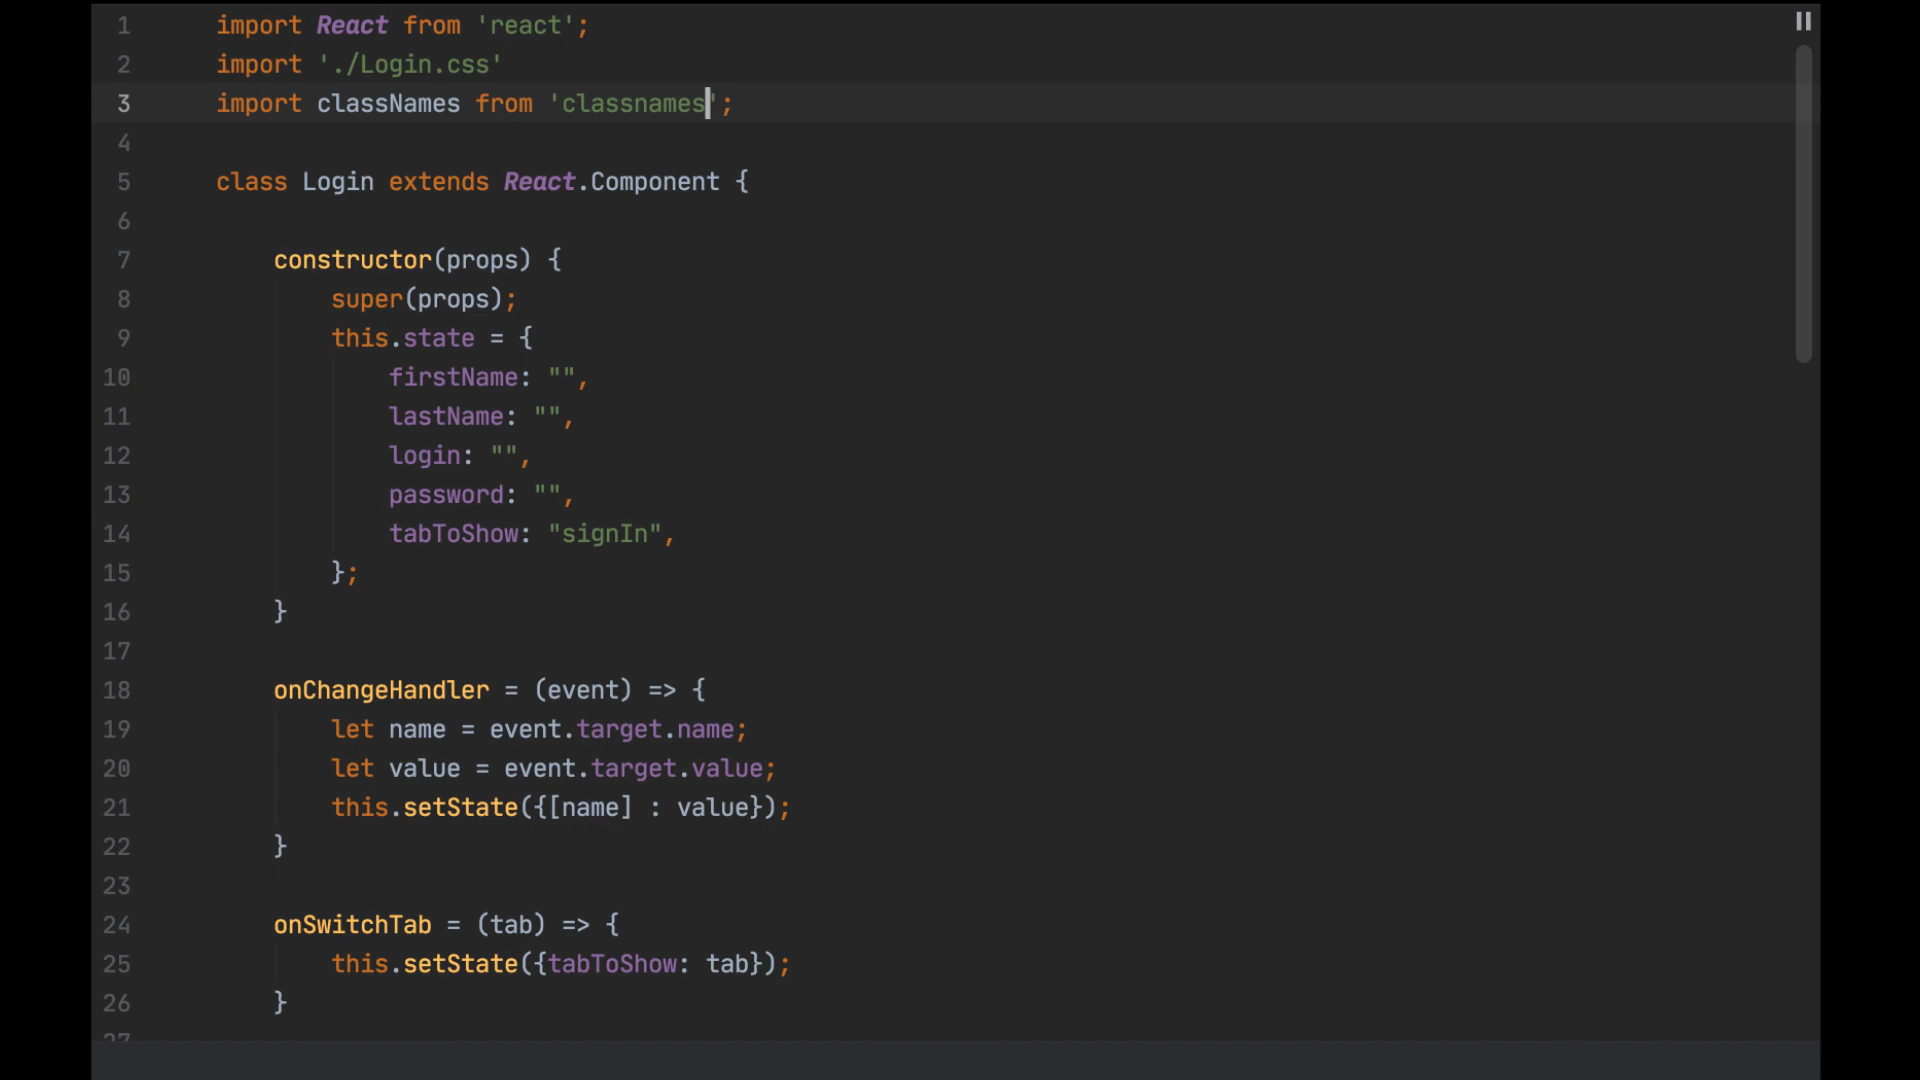 1 import React from 'react';
2 import './Login.css'
3 import classNames from 'classnames';
4
5 class Login extends React.Component {
6
7 constructor(props) {
8 super(props);
9 this.state = {
10 firstName: "",
11 lastName: "",
12 login: "",
13 password: "",
14 tabToShow: "signIn",
15 };
16 }
17
18 onChangeHandler = (event) => {
19 let name = event.target.name;
20 let value = event.target.value;
21 this.setState({[name] : value});
22 }
23
24 onSwitchTab = (tab) => {
25 this.setState({tabToShow: tab});
26 }
27